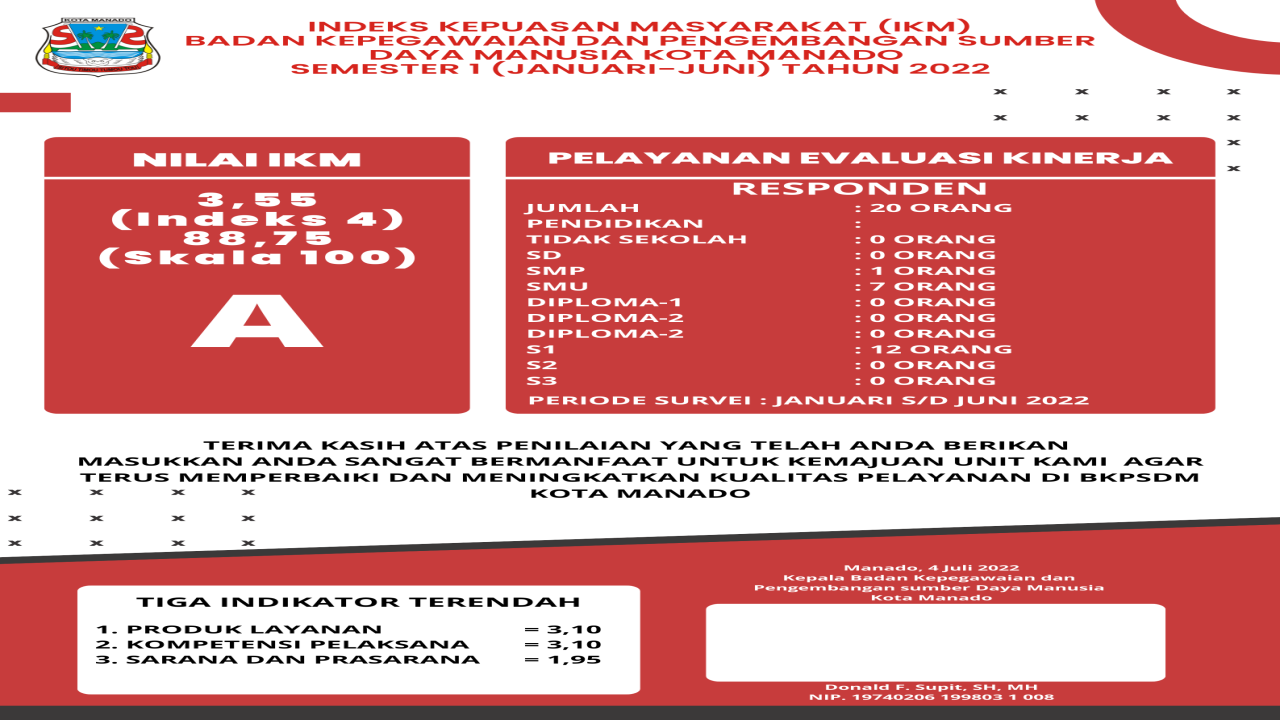 KOTA MANADO
INDEKS KEPUASAN MASYARAKAT (IKM)
BADAN KEPEGAWAIAN DAN PENGEMBANGAN SUMBER
DAYA MANUSIA KOTA MANADO
SEMESTER 1 (JANUARI-JUNI) TAHUN 2022
NILAI IKM
3,55
(Indeks 4)
88,75
(Skala 100)
A
PELAYANAN EVALUASI KINERJA
RESPONDEN
JUMLAH : 20 ORANG
PENDIDIKAN :
TIDAK SEKOLAH : 0 ORANG
SD : 0 ORANG
SMP : 1 ORANG
SMU : 7 ORANG
DIPLOMA-1 : 0 ORANG
DIPLOMA-2 : 0 ORANG
DIPLOMA-2 : 0 ORANG
S1 : 12 ORANG
S2 : 0 ORANG
S3 : 0 ORANG
PERIODE SURVEI : JANUARI S/D JUNI 2022
TERIMA KASIH ATAS PENILAIAN YANG TELAH ANDA BERIKAN
MASUKKAN ANDA SANGAT BERMANFAAT UNTUK KEMAJUAN UNIT KAMI AGAR
TERUS MEMPERBAIKI DAN MENINGKATKAN KUALITAS PELAYANAN DI BKPSDM
KOTA MANADO
TIGA INDIKATOR TERENDAH
1. PRODUK LAYANAN = 3,10
2. KOMPETENSI PELAKSANA = 3,10
3. SARANA DAN PRASARANA = 1,95
Manado, 4 Juli 2022
Kepala Badan Kepegawaian dan
Pengembangan sumber Daya Manusia
Kota Manado
Donald F. Supit, SH, MH
NIP. 19740206 199803 1 008